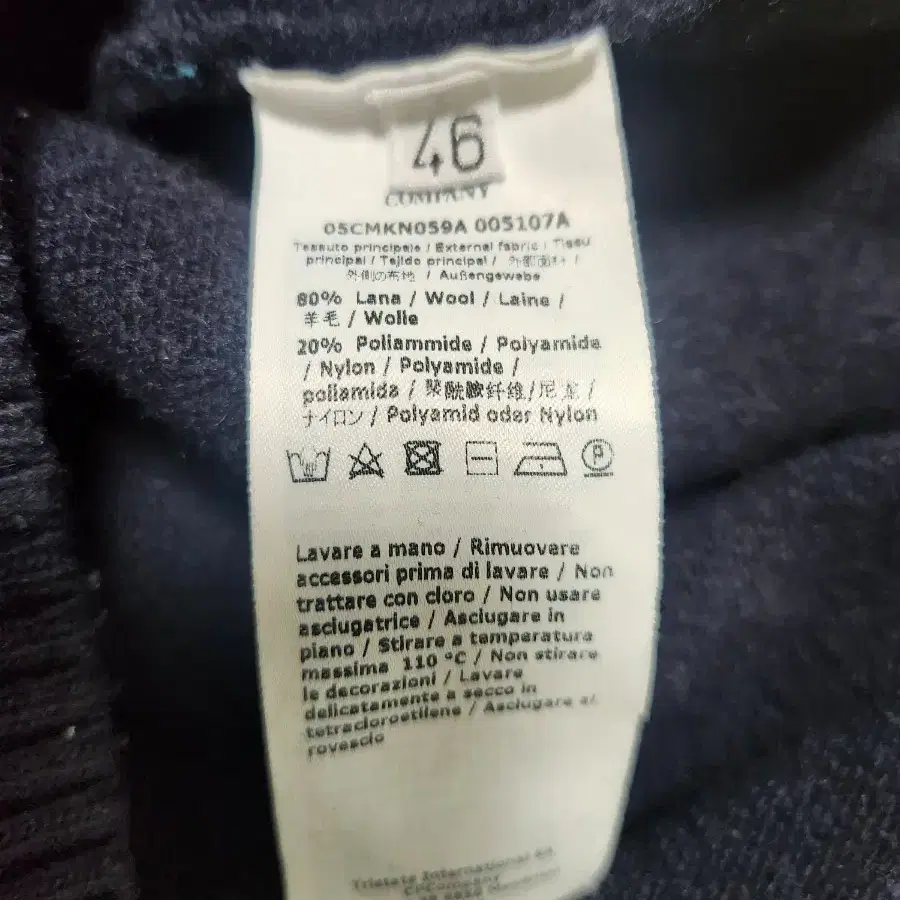 46
COMPANY
05CMKN059A 005107A
Tessuto principale / External fabric / Tissu
principal / Tejido principal / 外部面料 /
外側の布地 / Außengewebe
80% Lana / Wool / Laine /
羊毛 / Wolle
20% Poliammide / Polyamide
/ Nylon / Polyamide /
poliamida / 聚酰胺纤维/尼龙/
ナイロン / Polyamid oder Nylon
P
Lavare a mano / Rimuovere
accessori prima di lavare / Non
trattare con cloro / Non usare
asciugatrice / Asciugare in
piano / Stirare a temperatura
massima 110 °C / Non stirare
le decorazioni / Lavare
delicatamente a secco in
tetracloroetilene / Asciugare al
rovescio
Tristate International SA
CPCompany